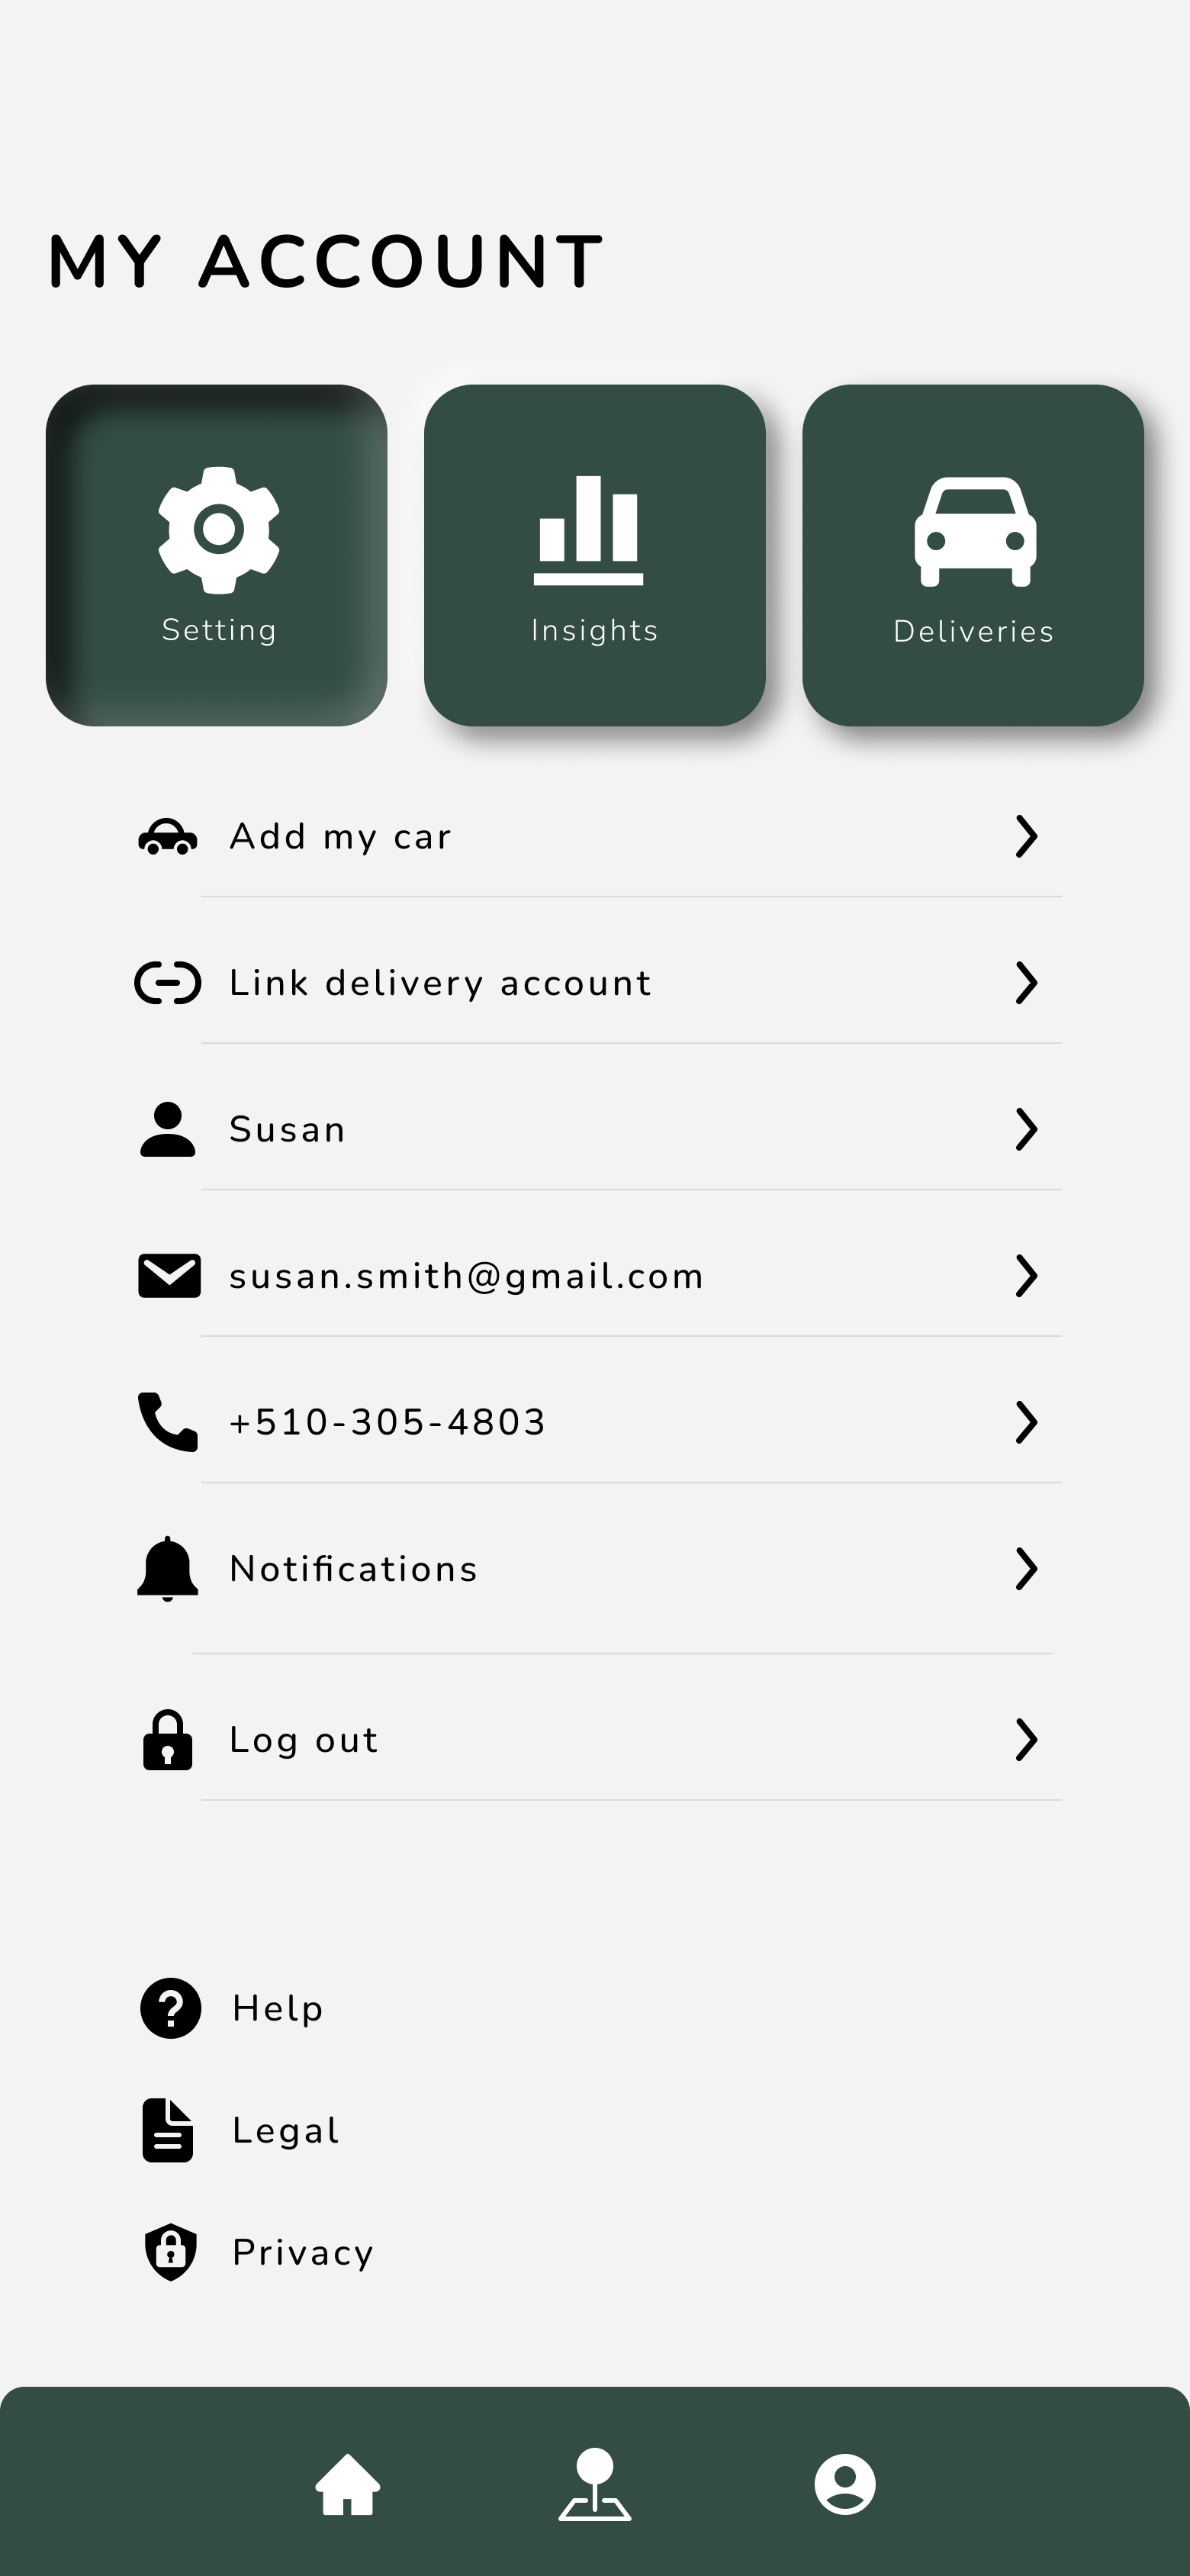 MY ACCOUNT
Setting
Insights
Deliveries
Add my car
Link delivery account
Susan
susan.smith@gmail.com
+510-305-4803
Notifications
Log out
Help
Legal
Privacy